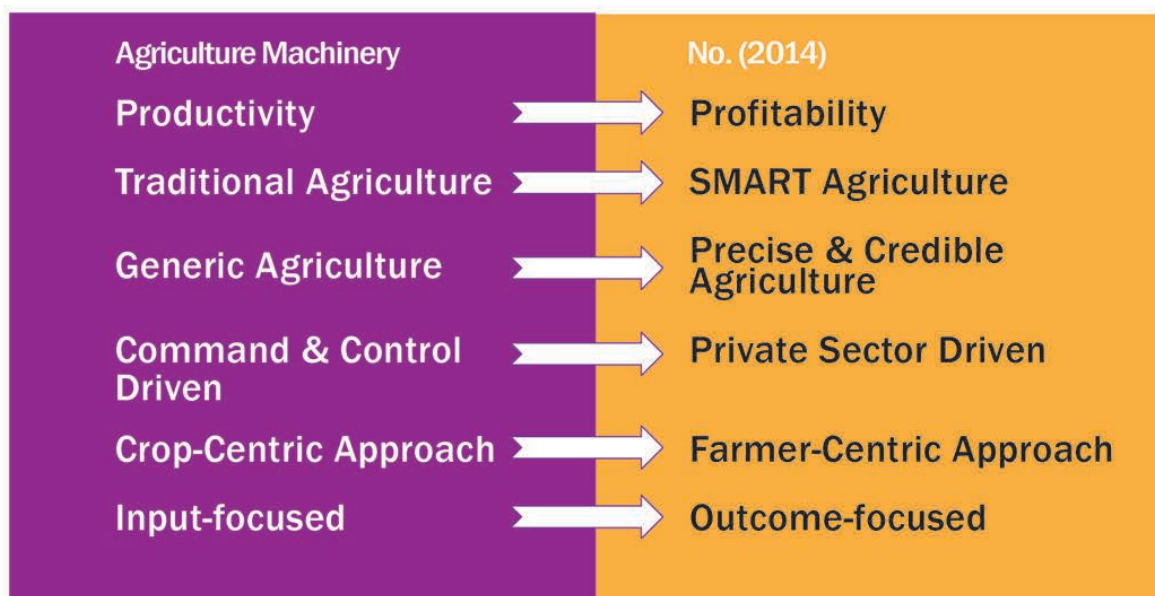 Agriculture Machinery No. (2014)
Productivity Profitability
Traditional Agriculture SMART Agriculture
Generic Agriculture Precise & Credible
Agriculture
Command & Control Private Sector Driven
Driven
Crop-Centric Approach Farmer-Centric Approach
Input-focused Outcome-focused